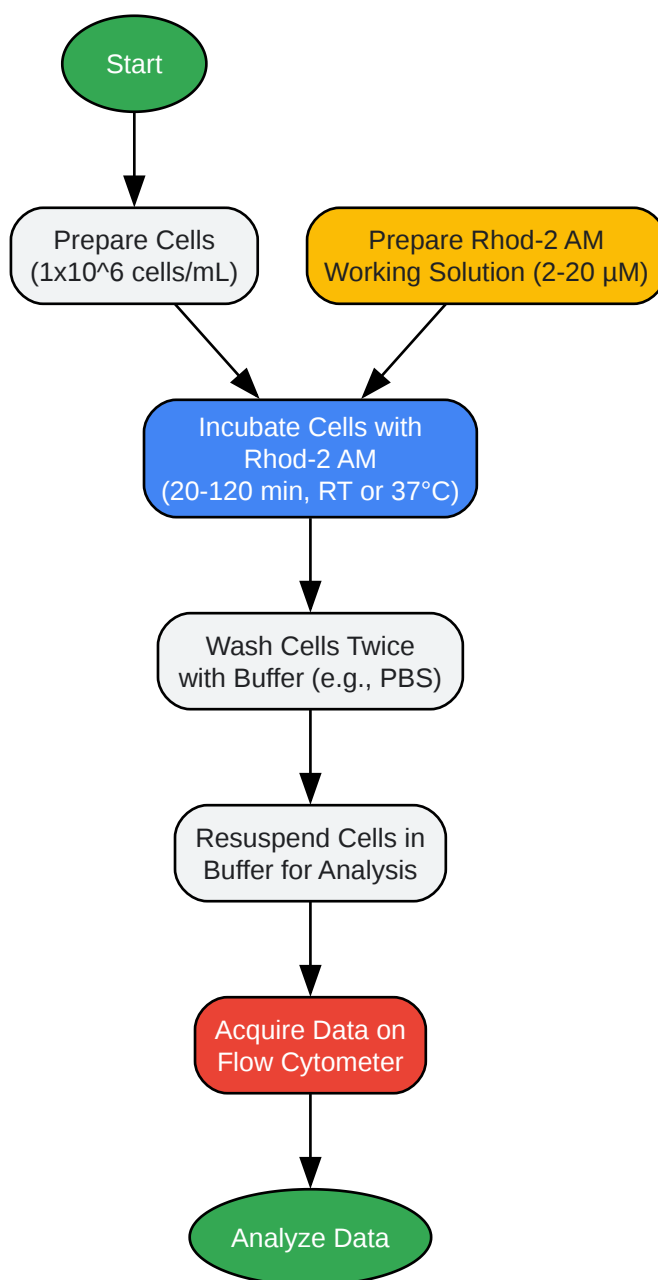 Start
Prepare Cells
(1x10^6 cells/mL)
Prepare Rhod-2 AM
Working Solution (2-20 µM)
Incubate Cells with
Rhod-2 AM
(20-120 min, RT or 37°C)
Wash Cells Twice
with Buffer (e.g., PBS)
Resuspend Cells in
Buffer for Analysis
Acquire Data on
Flow Cytometer
Analyze Data